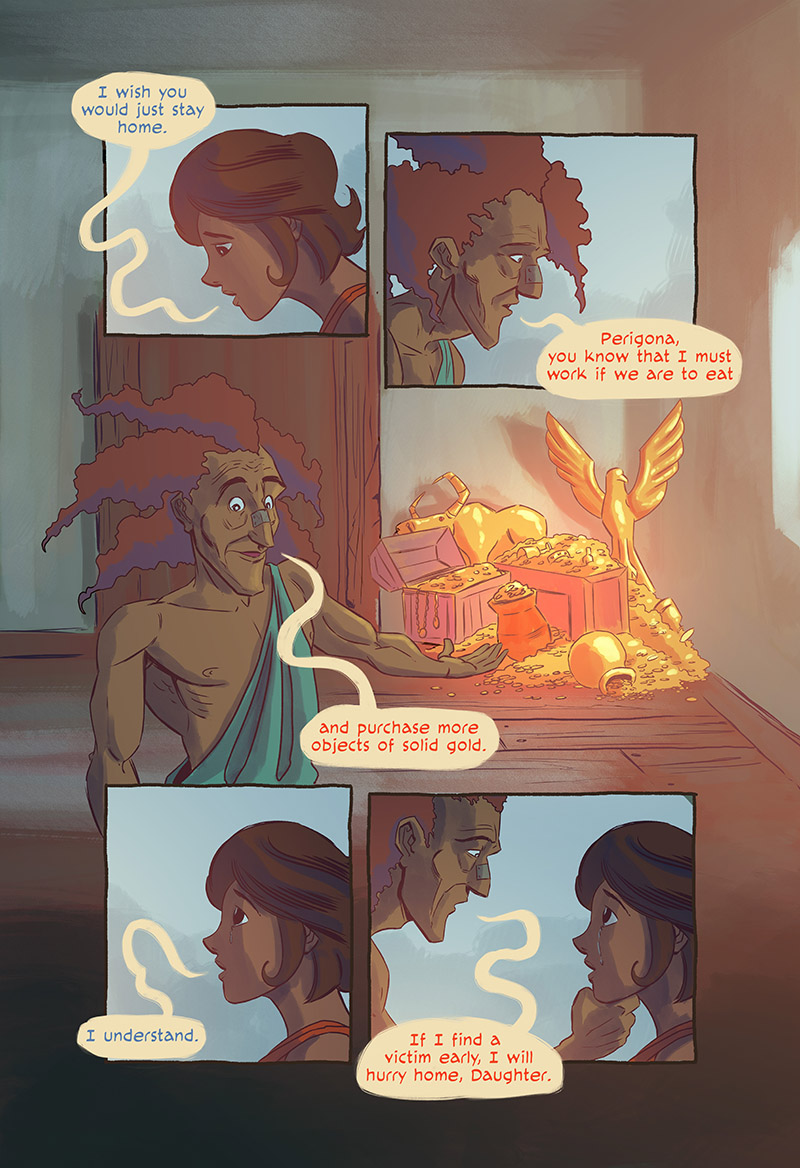 I wish you
would just stay
home.
Perigona,
you know that I must
work if we are to eat
and purchase more
objects of solid gold.
I understand.
If I find a
victim early, I will
hurry home, Daughter.